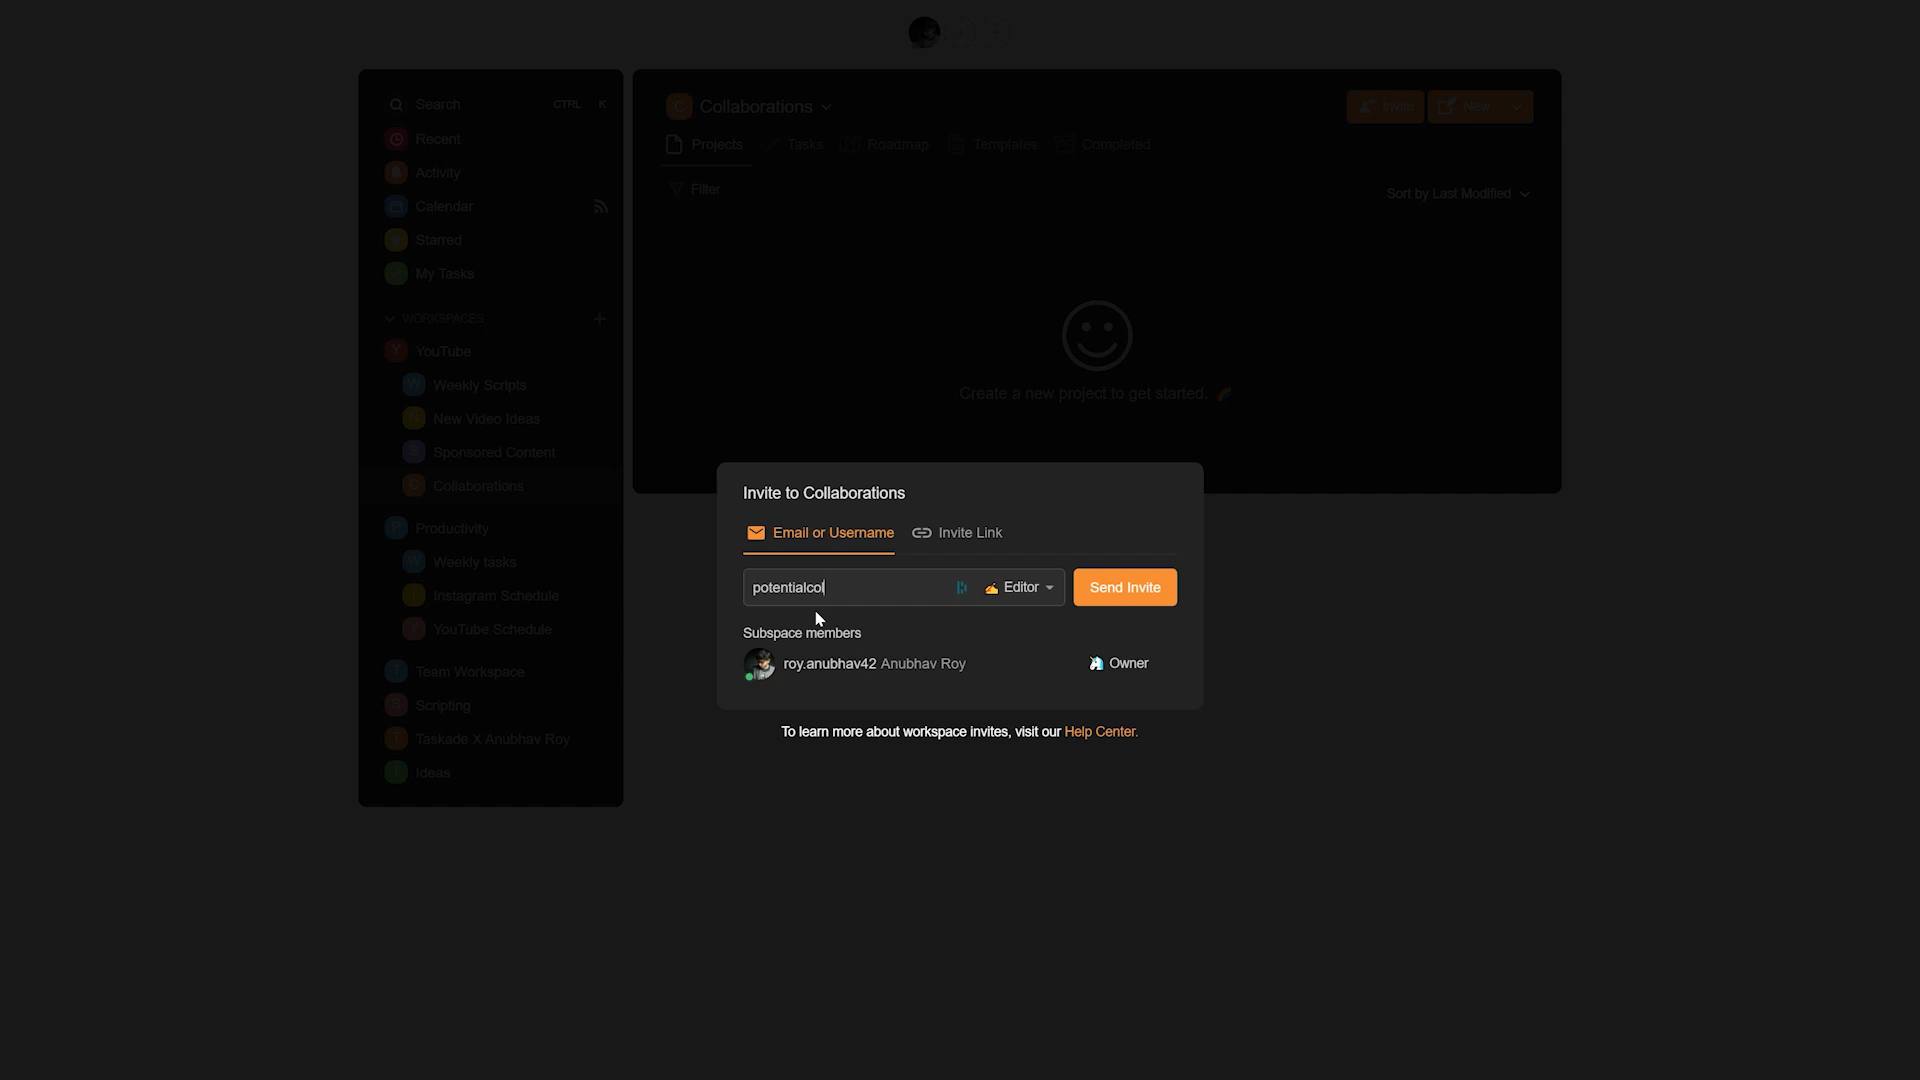 Search CTRL K
Recent
Activity
Calendar
Starred
My Tasks
WORKSPACES
Y YouTube
W Weekly Scripts
N New Video Ideas
S Sponsored Content
C Collaborations
P Productivity
W Weekly tasks
I Instagram Schedule
Y YouTube Schedule
T Team Workspace
S Scripting
T Taskade X Anubhav Roy
I Ideas
C Collaborations
Invite New
Projects Tasks Roadmap Templates Completed
Filter
Sort by Last Modified
Create a new project to get started.
Invite to Collaborations
Email or Username Invite Link
potentialcol Editor Send Invite
Subspace members
roy.anubhav42 Anubhav Roy Owner
To learn more about workspace invites, visit our Help Center.